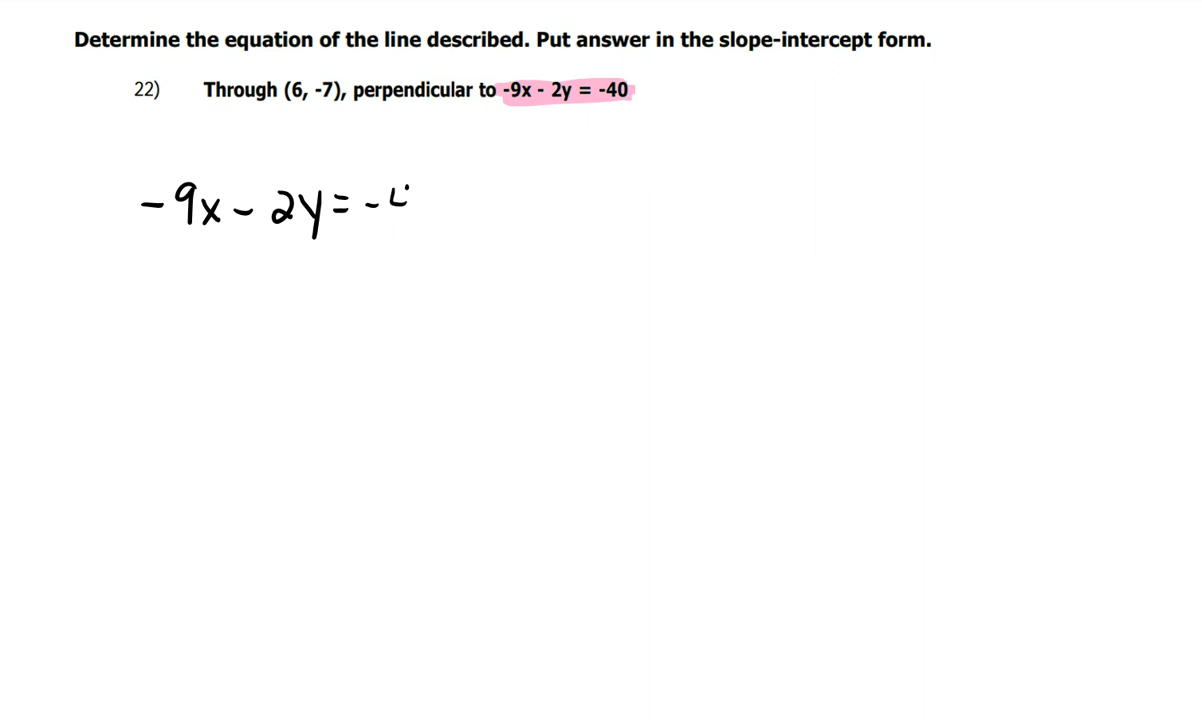 Determine the equation of the line described. Put answer in the slope-intercept form.
22) Through (6, -7), perpendicular to -9x - 2y = -40
-9x - 2y = -